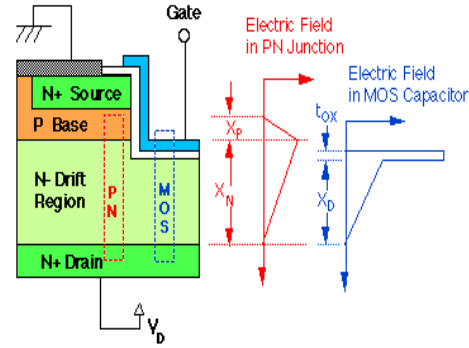 Gate
N+ Source
P Base
N- Drift
Region
PN
MOS
N+ Drain
VD
Electric Field
in PN Junction
XP
XN
Electric Field
in MOS Capacitor
tOX
XD